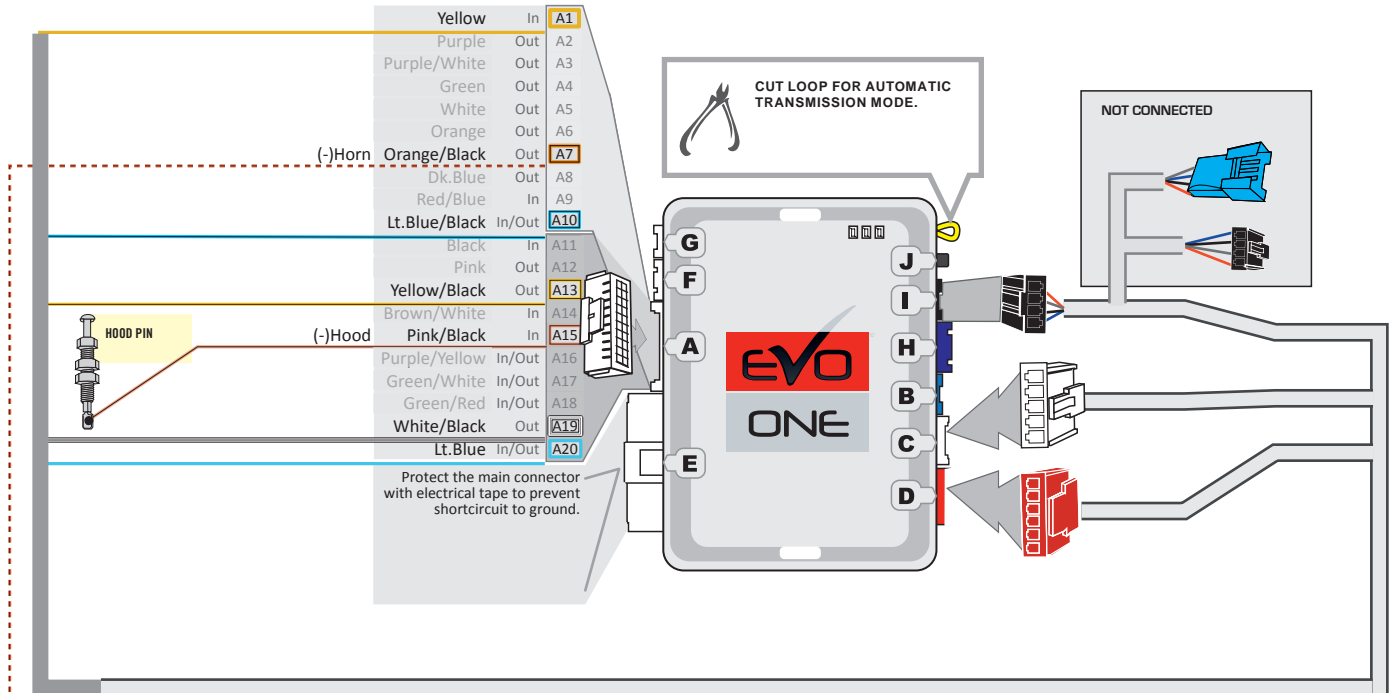 Yellow In A1
Purple Out A2
Purple/White Out A3
Green Out A4
White Out A5
Orange Out A6
(-)Horn Orange/Black Out A7
Dk.Blue Out A8
Red/Blue In A9
Lt.Blue/Black In/Out A10
Black In A11
Pink Out A12
Yellow/Black Out A13
Brown/White In A14
(-)Hood Pink/Black In A15
Purple/Yellow In/Out A16
Green/White In/Out A17
Green/Red In/Out A18
White/Black Out A19
Lt.Blue In/Out A20
HOOD PIN
Protect the main connector
with electrical tape to prevent
shortcircuit to ground.
CUT LOOP FOR AUTOMATIC
TRANSMISSION MODE.
G
F
A
E
J
I
H
B
C
D
EVO
ONE
NOT CONNECTED